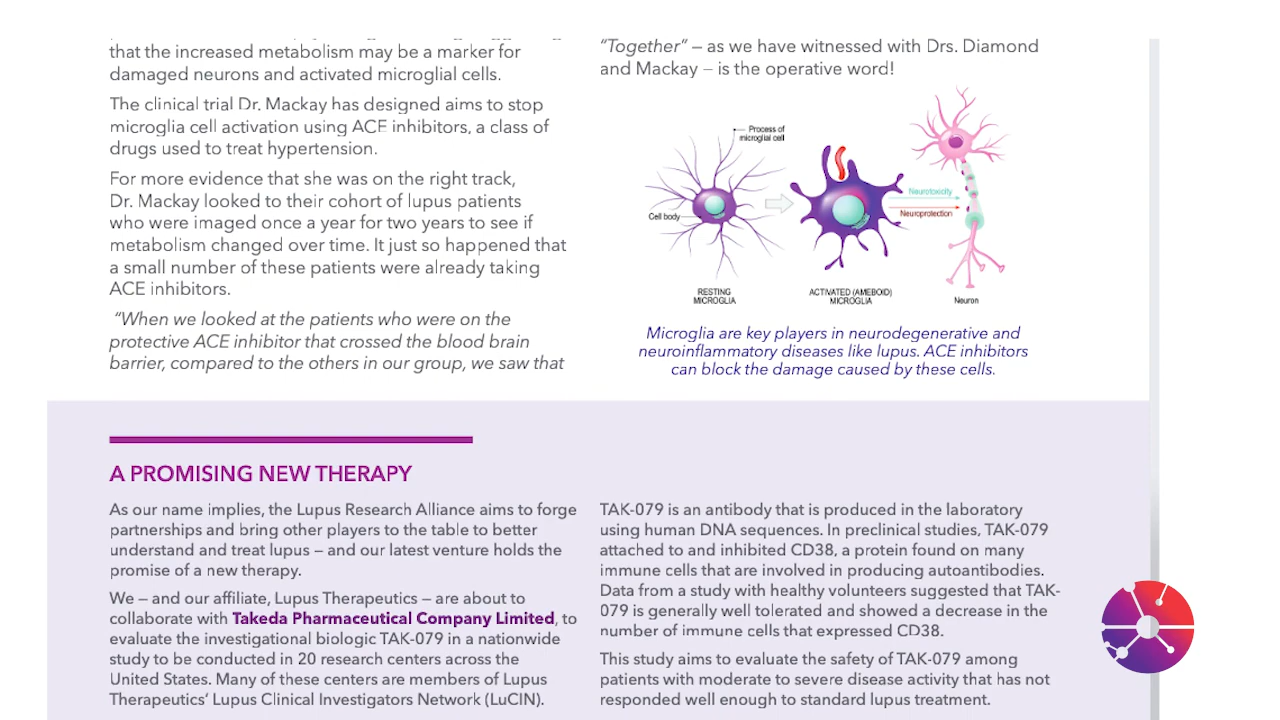 that the increased metabolism may be a marker for
damaged neurons and activated microglial cells.
The clinical trial Dr. Mackay has designed aims to stop
microglia cell activation using ACE inhibitors, a class of
drugs used to treat hypertension.
For more evidence that she was on the right track,
Dr. Mackay looked to their cohort of lupus patients
who were imaged once a year for two years to see if
metabolism changed over time. It just so happened that
a small number of these patients were already taking
ACE inhibitors.
“When we looked at the patients who were on the
protective ACE inhibitor that crossed the blood brain
barrier, compared to the others in our group, we saw that
“Together” – as we have witnessed with Drs. Diamond
and Mackay – is the operative word!
Process of
microglial cell
Cell body
Neurotoxicity
Neuroprotection
RESTING
MICROGLIA
ACTIVATED (AMEBOID)
MICROGLIA
Neuron
Microglia are key players in neurodegenerative and
neuroinflammatory diseases like lupus. ACE inhibitors
can block the damage caused by these cells.
A PROMISING NEW THERAPY
As our name implies, the Lupus Research Alliance aims to forge
partnerships and bring other players to the table to better
understand and treat lupus – and our latest venture holds the
promise of a new therapy.
We – and our affiliate, Lupus Therapeutics – are about to
collaborate with Takeda Pharmaceutical Company Limited, to
evaluate the investigational biologic TAK-079 in a nationwide
study to be conducted in 20 research centers across the
United States. Many of these centers are members of Lupus
Therapeutics’ Lupus Clinical Investigators Network (LuCIN).
TAK-079 is an antibody that is produced in the laboratory
using human DNA sequences. In preclinical studies, TAK-079
attached to and inhibited CD38, a protein found on many
immune cells that are involved in producing autoantibodies.
Data from a study with healthy volunteers suggested that TAK-
079 is generally well tolerated and showed a decrease in the
number of immune cells that expressed CD38.
This study aims to evaluate the safety of TAK-079 among
patients with moderate to severe disease activity that has not
responded well enough to standard lupus treatment.